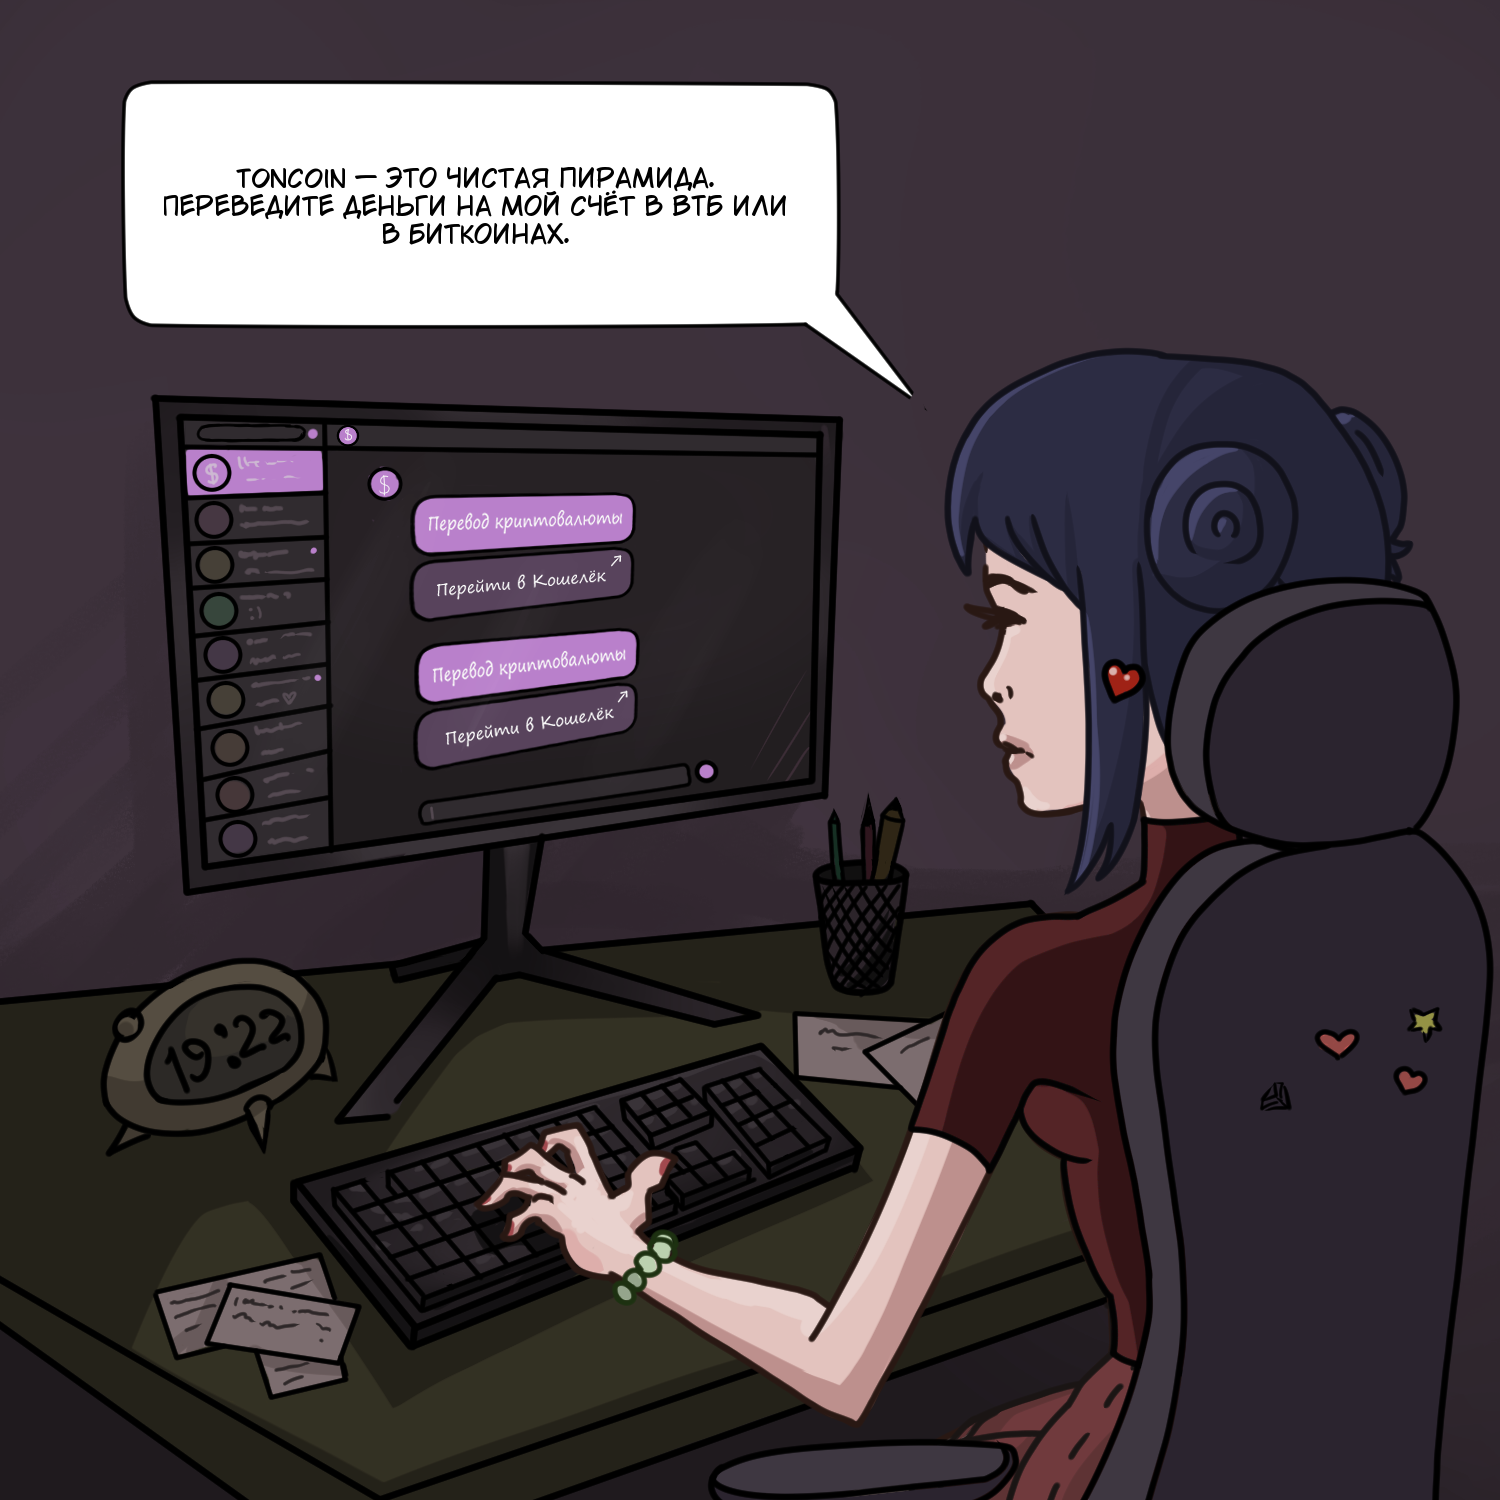 TONCOIN — ЭТО ЧИСТАЯ ПИРАМИДА.
ПЕРЕВЕДИТЕ ДЕНЬГИ НА МОЙ СЧЁТ В ВТБ ИЛИ
В БИТКОИНАХ.
$
$
$
Перевод криптовалюты
Перейти в Кошелёк
Перевод криптовалюты
Перейти в Кошелёк
:)
19:22